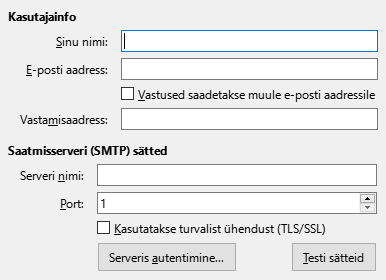 Kasutajainfo
Sinu nimi:
E-posti aadress:
Vastused saadetakse muule e-posti aadressile
Vastamisaadress:
Saatmisserveri (SMTP) sätted
Serveri nimi:
Port: 1
Kasutatakse turvalist ühendust (TLS/SSL)
Serveris autentimine... Testi sätteid